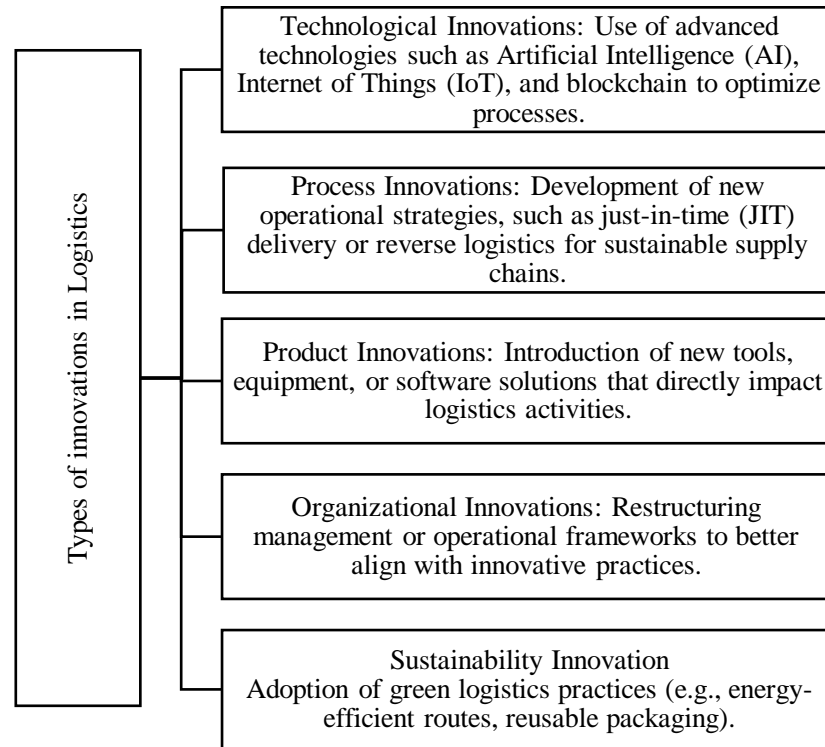 Types of innovations in Logistics
Technological Innovations: Use of advanced
technologies such as Artificial Intelligence (AI),
Internet of Things (IoT), and blockchain to optimize
processes.
Process Innovations: Development of new
operational strategies, such as just-in-time (JIT)
delivery or reverse logistics for sustainable supply
chains.
Product Innovations: Introduction of new tools,
equipment, or software solutions that directly impact
logistics activities.
Organizational Innovations: Restructuring
management or operational frameworks to better
align with innovative practices.
Sustainability Innovation
Adoption of green logistics practices (e.g., energy-
efficient routes, reusable packaging).